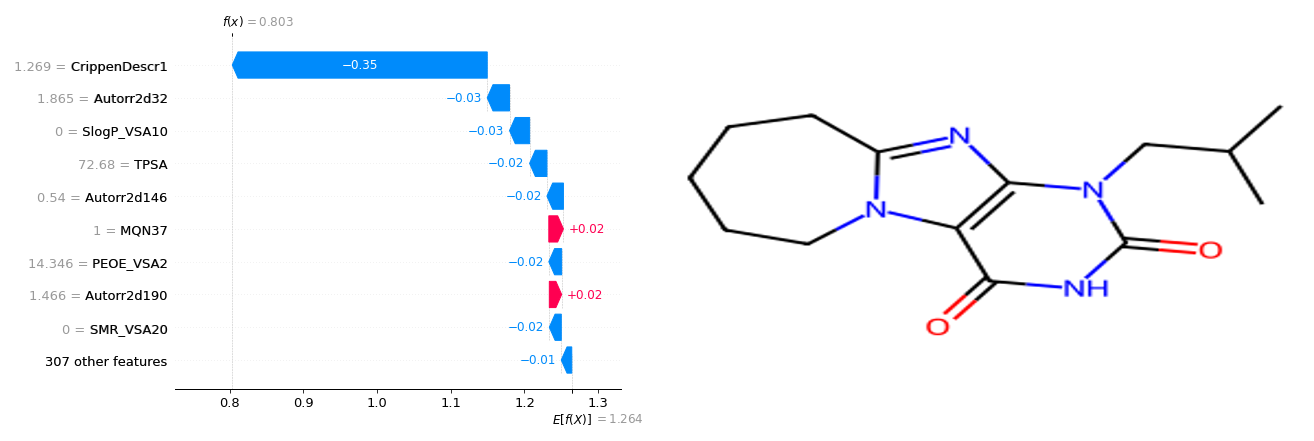 f(x) = 0.803
1.269 = CrippenDescr1
−0.35
1.865 = Autorr2d32
−0.03
0 = SlogP_VSA10
−0.03
72.68 = TPSA
−0.02
0.54 = Autorr2d146
−0.02
1 = MQN37
+0.02
14.346 = PEOE_VSA2
−0.02
1.466 = Autorr2d190
+0.02
0 = SMR_VSA20
−0.02
307 other features
−0.01
0.8 0.9 1.0 1.1 1.2 1.3
E[f(X)] = 1.264
N
N
N
O
NH
O